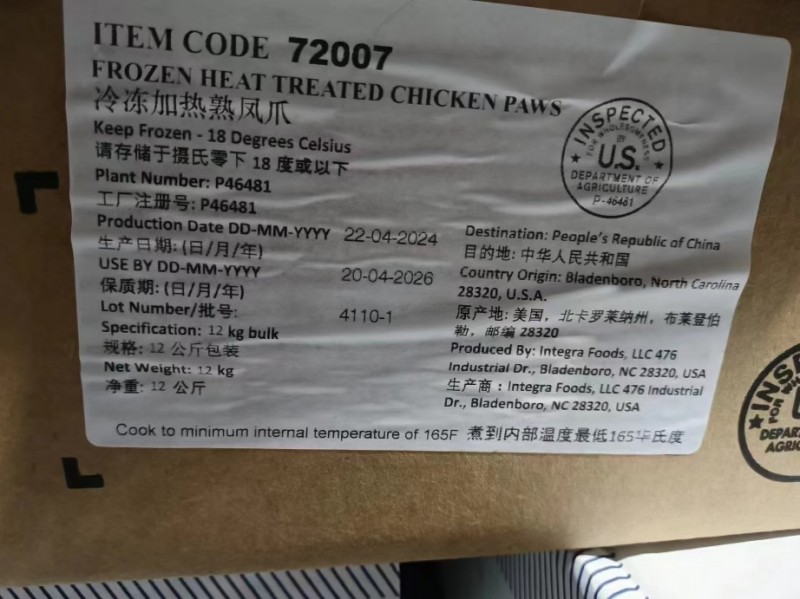 ITEM CODE 72007
FROZEN HEAT TREATED CHICKEN PAWS
冷冻加热熟凤爪
Keep Frozen - 18 Degrees Celsius
请存储于摄氏零下 18 度或以下
Plant Number: P46481
工厂注册号: P46481
Production Date DD-MM-YYYY 22-04-2024
生产日期: (日/月/年)
USE BY DD-MM-YYYY 20-04-2026
保质期: (日/月/年)
Lot Number/批号: 4110-1
Specification: 12 kg bulk
规格: 12 公斤包装
Net Weight: 12 kg
净重: 12 公斤
INSPECTED
FOR WHOLESOMENESS
BY
U.S.
DEPARTMENT OF
AGRICULTURE
P-46481
Destination: People's Republic of China
目的地: 中华人民共和国
Country Origin: Bladenboro, North Carolina
28320, U.S.A.
原产地: 美国, 北卡罗莱纳州, 布莱登伯
勒, 邮编 28320
Produced By: Integra Foods, LLC 476
Industrial Dr., Bladenboro, NC 28320, USA
生产商: Integra Foods, LLC 476 Industrial
Dr., Bladenboro, NC 28320, USA
Cook to minimum internal temperature of 165F 煮到内部温度最低165华氏度
INSP
FOR WH
DEPAR
AGRIC